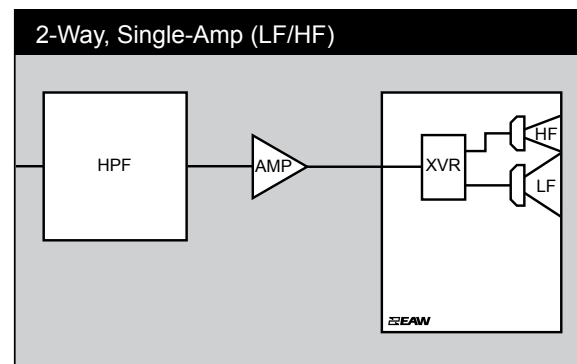 2-Way, Single-Amp (LF/HF)
HPF
AMP
XVR
HF
LF
EAW